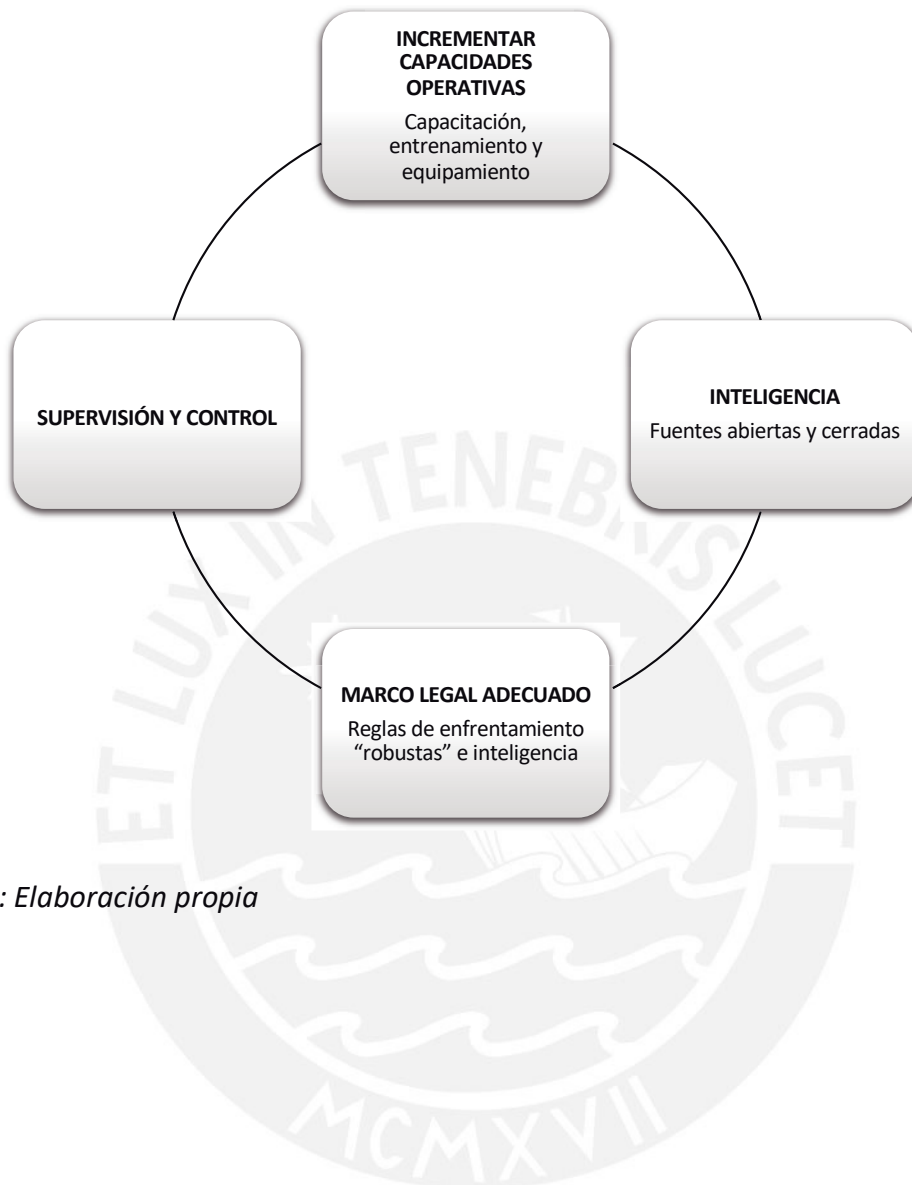 INCREMENTAR
CAPACIDADES
OPERATIVAS
Capacitación,
entrenamiento y
equipamiento
SUPERVISIÓN Y CONTROL
INTELIGENCIA
Fuentes abiertas y cerradas
MARCO LEGAL ADECUADO
Reglas de enfrentamiento
“robustas” e inteligencia
: Elaboración propia
ET LUX IN TENEBRIS LUCET
MCMXVII